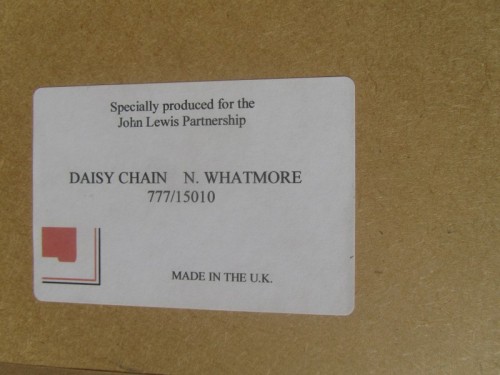 Specially produced for the
John Lewis Partnership
DAISY CHAIN N. WHATMORE
777/15010
MADE IN THE U.K.